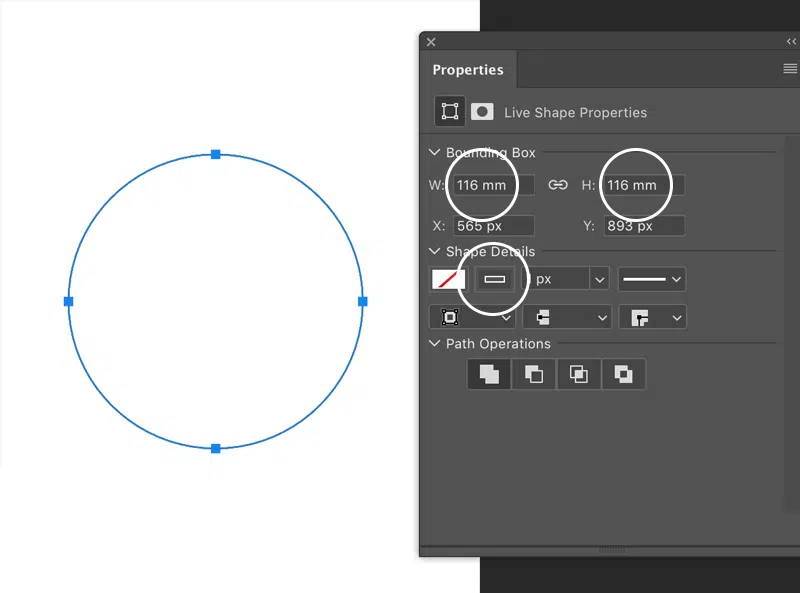 Properties
Live Shape Properties
Bounding Box
W: 116 mm H: 116 mm
X: 565 px Y: 893 px
Shape Details
px
Path Operations